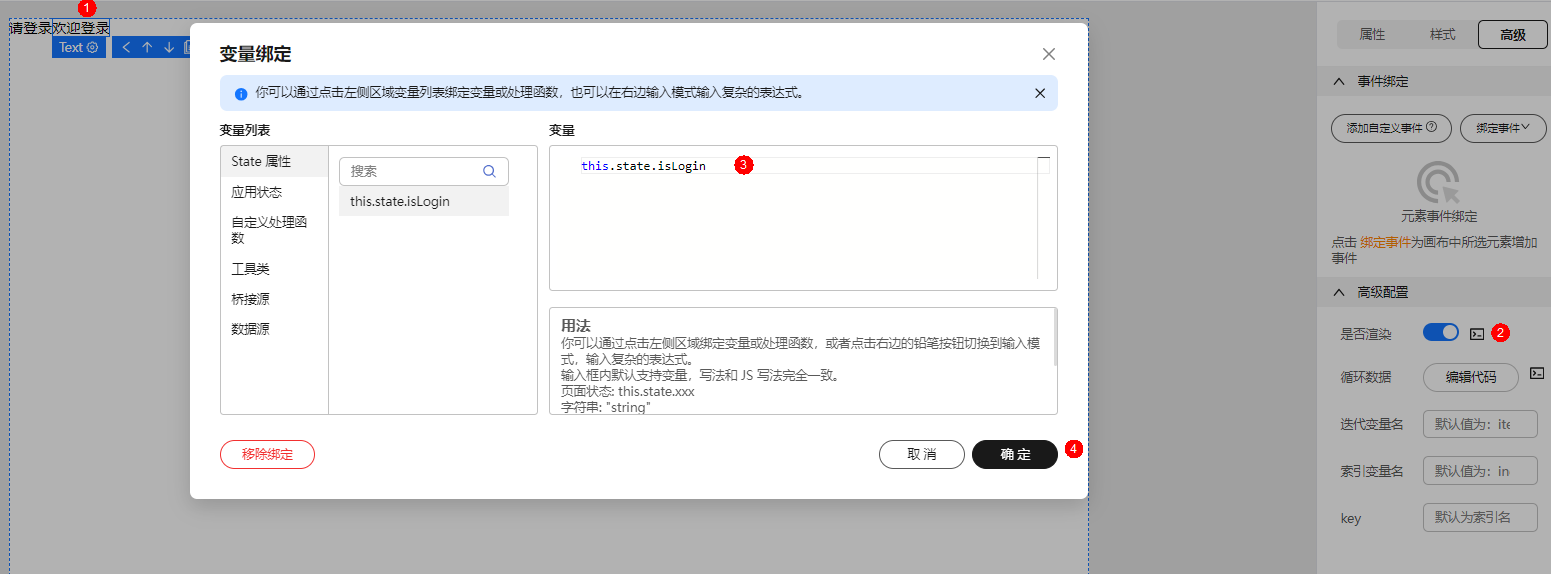 1
请登录欢迎登录
Text
变量绑定
你可以通过点击左侧区域变量列表绑定变量或处理函数，也可以在右边输入模式输入复杂的表达式。
变量列表
State 属性
应用状态
自定义处理函
数
工具类
桥接源
数据源
搜索
this.state.isLogin
变量
this.state.isLogin
3
用法
你可以通过点击左侧区域绑定变量或处理函数，或者点击右边的铅笔按钮切换到输入模
式，输入复杂的表达式。
输入框内默认支持变量，写法和 JS 写法完全一致。
页面状态: this.state.xxx
字符串: "string"
移除绑定
取 消
确 定
4
属性
样式
高级
事件绑定
添加自定义事件
绑定事件
元素事件绑定
点击 绑定事件为画布中所选元素增加
事件
高级配置
是否渲染
2
循环数据
编辑代码
迭代变量名
默认值为：ite
索引变量名
默认值为：in
key
默认为索引名